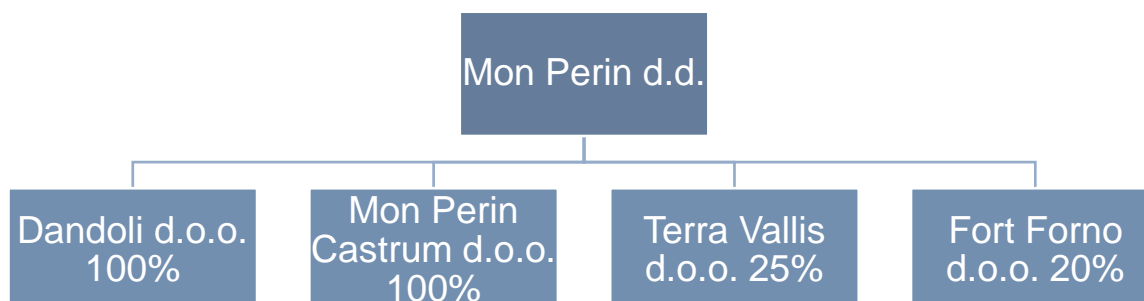 Mon Perin d.d.
Dandoli d.o.o.
100%
Mon Perin
Castrum d.o.o.
100%
Terra Vallis
d.o.o. 25%
Fort Forno
d.o.o. 20%